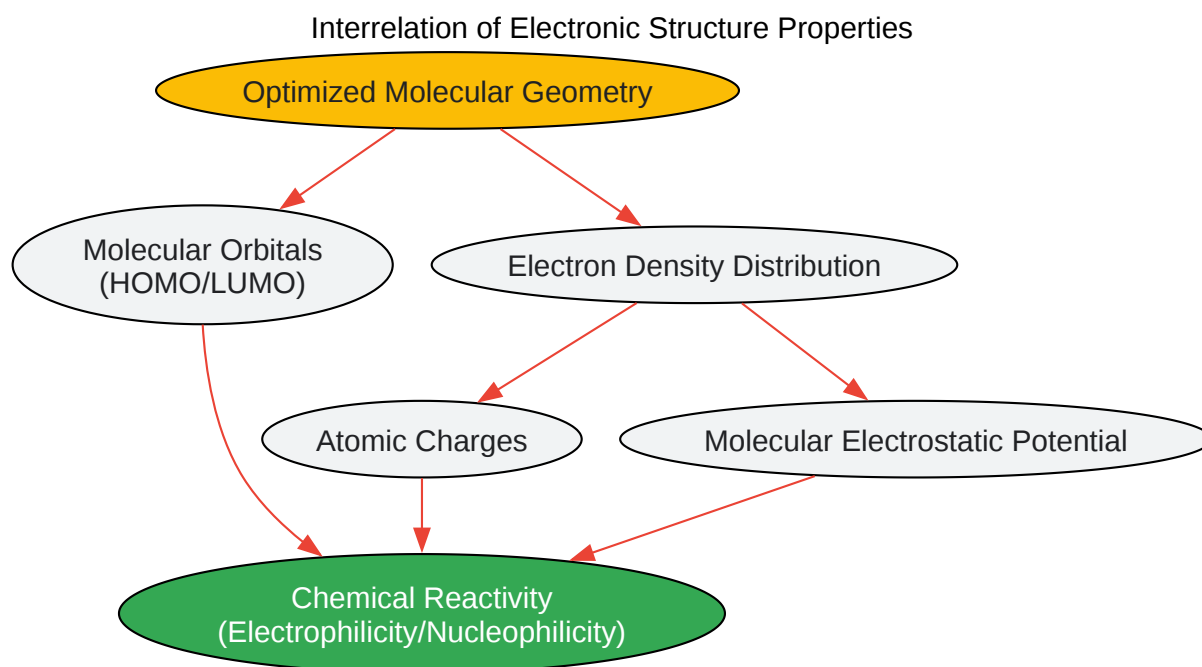 Interrelation of Electronic Structure Properties
Optimized Molecular Geometry
Molecular Orbitals
(HOMO/LUMO)
Electron Density Distribution
Atomic Charges
Molecular Electrostatic Potential
Chemical Reactivity
(Electrophilicity/Nucleophilicity)